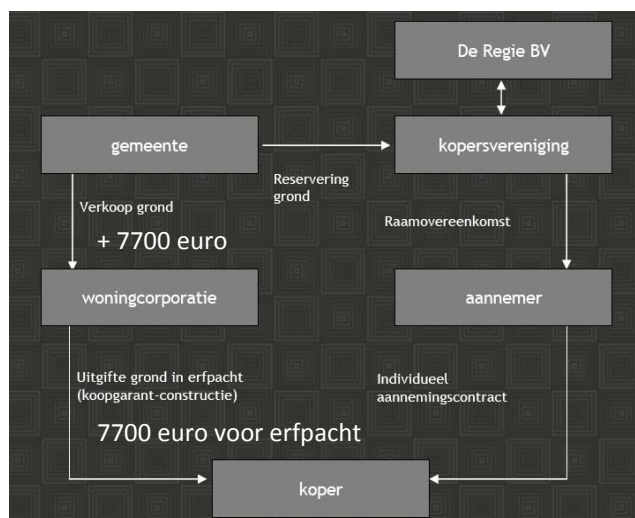 De Regie BV
gemeente
kopersvereniging
Reservering
grond
Verkoop grond
+ 7700 euro
Raamovereenkomst
woningcorporatie
aannemer
Uitgifte grond in erfpacht
(koopgarant-constructie)
Individueel
aannemingscontract
7700 euro voor erfpacht
koper